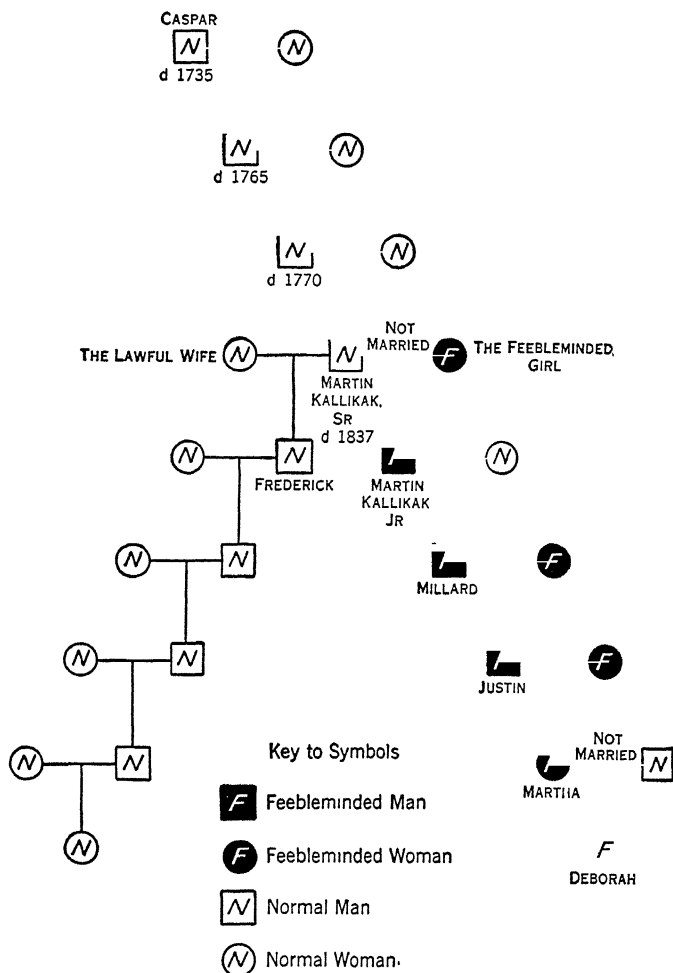 CASPAR
N N
d 1735
N N
d 1765
N N
d 1770
NOT
MARRIED
THE LAWFUL WIFE N N F THE FEEBLEMINDED,
GIRL
MARTIN
KALLIKAK,
SR
d 1837
N N N
FREDERICK
MARTIN
KALLIKAK
JR
N N F
MILLARD
N N F
JUSTIN
Key to Symbols
NOT
MARRIED
N N N
MARTHA
F Feebleminded Man
N F Feebleminded Woman
F
DEBORAH
N Normal Man
N Normal Woman.